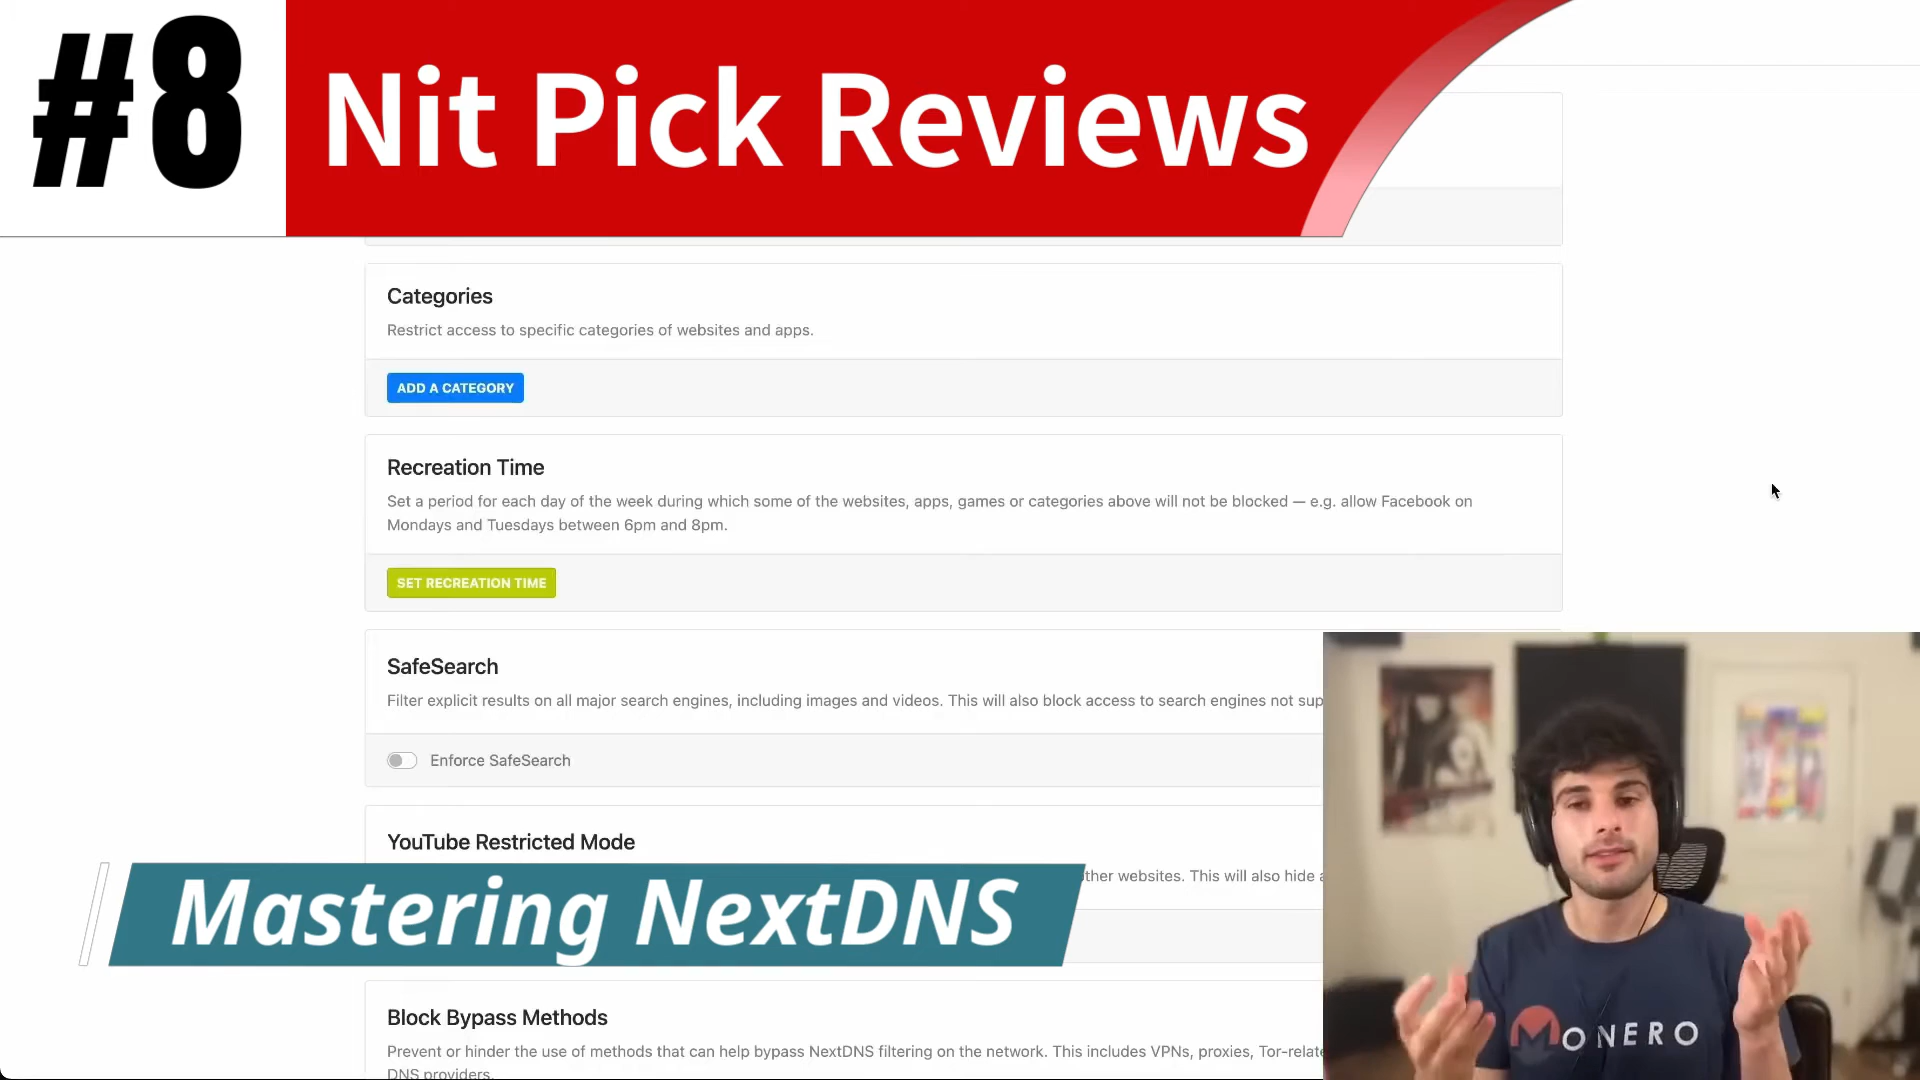 #8
Nit Pick Reviews
Categories
Restrict access to specific categories of websites and apps.
ADD A CATEGORY
Recreation Time
Set a period for each day of the week during which some of the websites, apps, games or categories above will not be blocked — e.g. allow Facebook on
Mondays and Tuesdays between 6pm and 8pm.
SET RECREATION TIME
SafeSearch
Filter explicit results on all major search engines, including images and videos. This will also block access to search engines not sup
Enforce SafeSearch
YouTube Restricted Mode
ther websites. This will also hide a
Mastering NextDNS
Block Bypass Methods
Prevent or hinder the use of methods that can help bypass NextDNS filtering on the network. This includes VPNs, proxies, Tor-relate
DNS providers.
MONERO